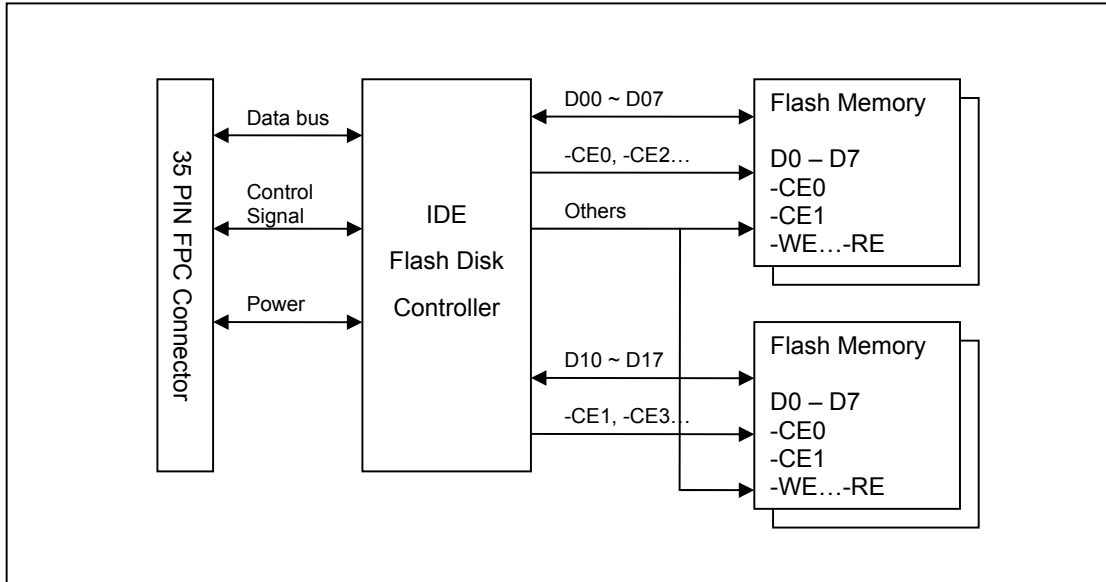 35 PIN FPC Connector
Data bus
Control
Signal
Power
IDE
Flash Disk
Controller
D00 ~ D07
-CE0, -CE2…
Others
D10 ~ D17
-CE1, -CE3…
Flash Memory
D0 – D7
-CE0
-CE1
-WE…-RE
Flash Memory
D0 – D7
-CE0
-CE1
-WE…-RE